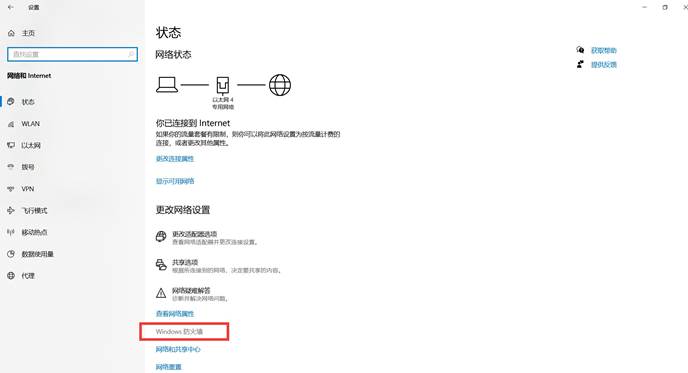 设置
主页
查找设置
网络和 Internet
状态
WLAN
以太网
拨号
VPN
飞行模式
移动热点
数据使用量
代理
状态
网络状态
以太网 4
专用网络
你已连接到 Internet
如果你的流量套餐有限制，则你可以将此网络设置为按流量计费的
连接，或者更改其他属性。
更改连接属性
显示可用网络
更改网络设置
更改适配器选项
查看网络适配器并更改连接设置。
共享选项
根据所连接到的网络，决定要共享的内容。
网络疑难解答
诊断并解决网络问题。
查看网络属性
Windows 防火墙
网络和共享中心
网络重置
获取帮助
提供反馈